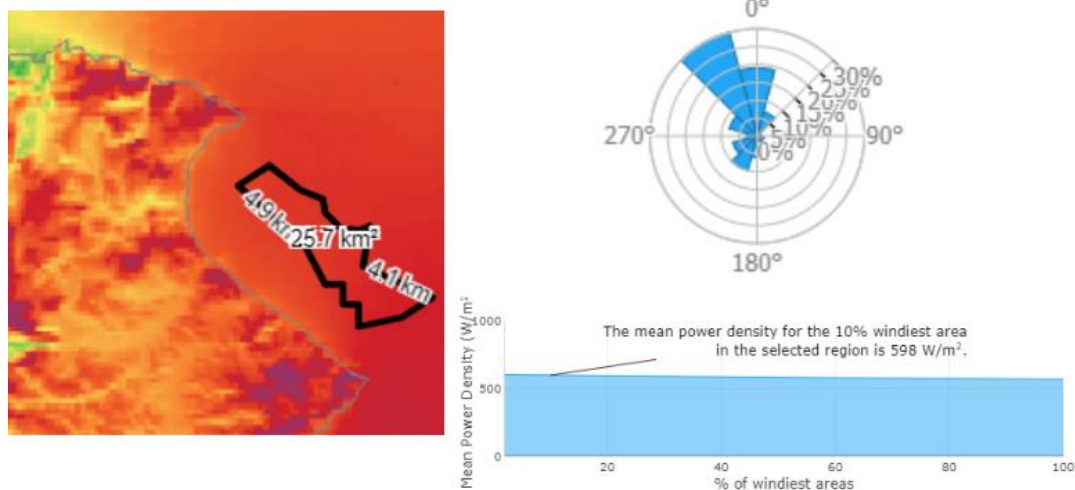 4.9 km
25.7 km²
4.1 km
0°
30%
25%
20%
15%
10%
5%
0%
270°
90°
180°
Mean Power Density (W/m²
1000
500
0
The mean power density for the 10% windiest area
in the selected region is 598 W/m².
20
40
60
80
100
% of windiest areas